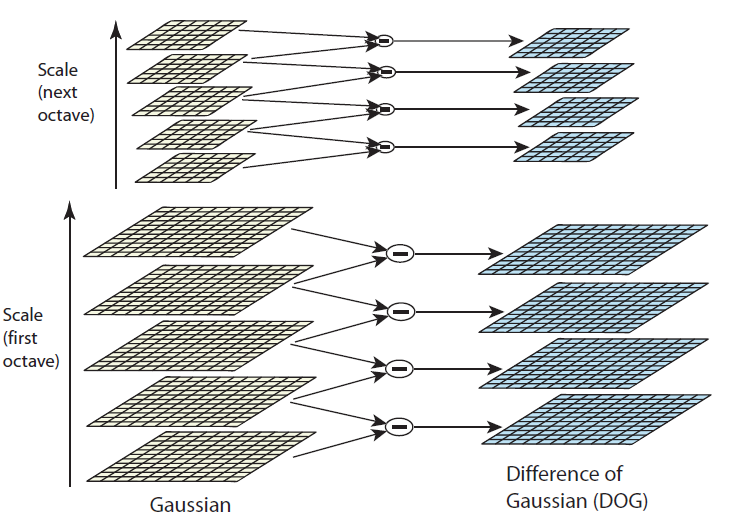 Scale
(next
octave)
Scale
(first
octave)
Gaussian
Difference of
Gaussian (DOG)